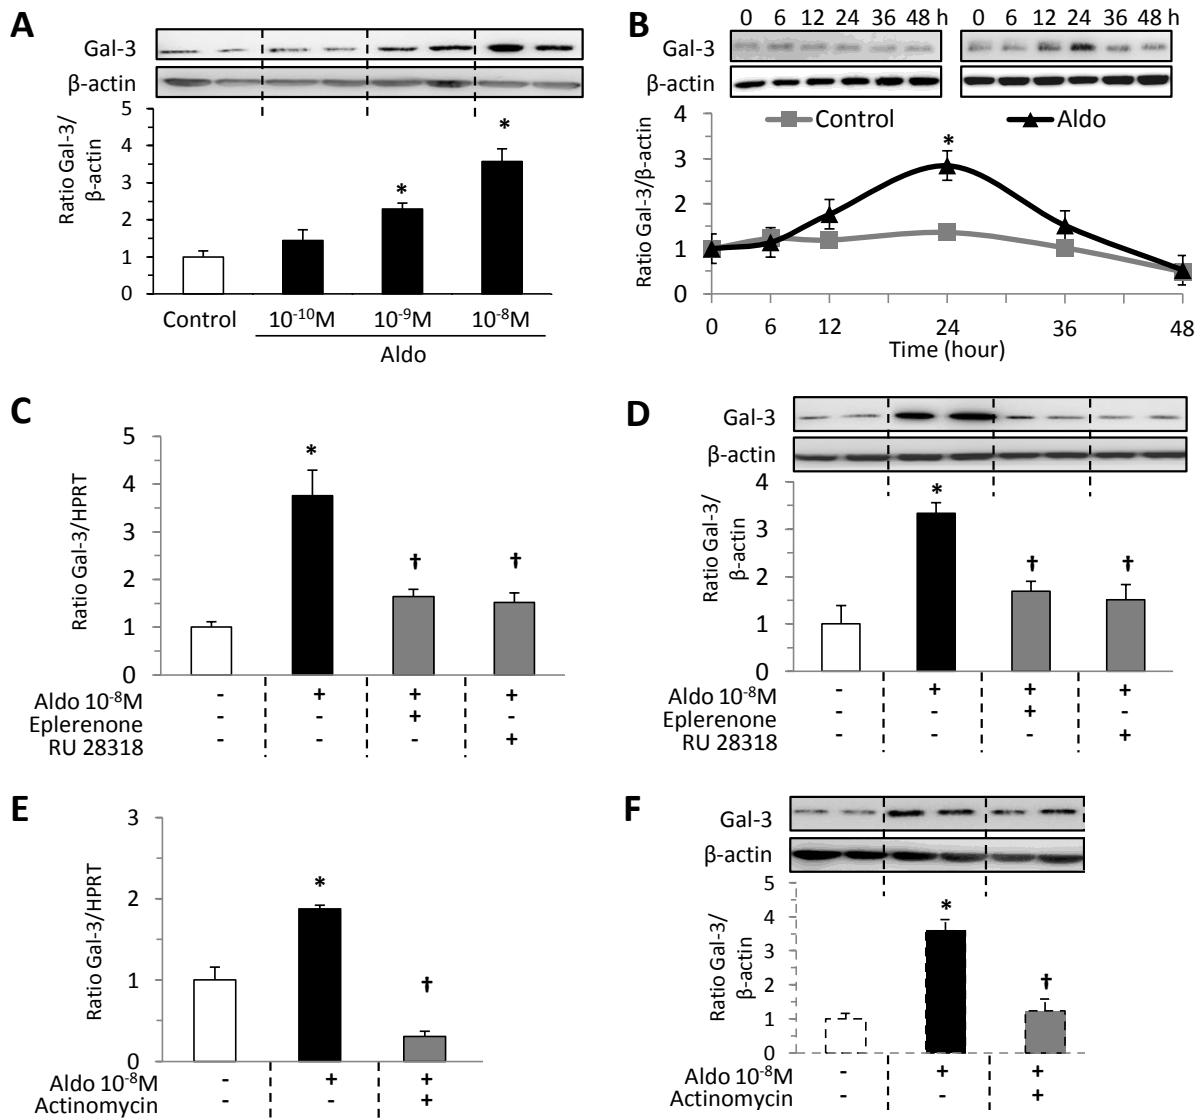 A
Gal-3
β-actin
Ratio Gal-3/
β-actin
5
4
3
2
1
0
*
*
Control
10⁻¹⁰M
10⁻⁹M
10⁻⁸M
Aldo
B
0 6 12 24 36 48 h
0 6 12 24 36 48 h
Gal-3
β-actin
Control
Aldo
Ratio Gal-3/β-actin
4
3
2
1
0
*
0 6 12 24 36 48
Time (hour)
C
Ratio Gal-3/HPRT
5
4
3
2
1
0
*
†
†
Aldo 10⁻⁸M - + + +
Eplerenone - - + -
RU 28318 - - - +
D
Gal-3
β-actin
Ratio Gal-3/
β-actin
4
3
2
1
0
*
†
†
Aldo 10⁻⁸M - + + +
Eplerenone - - + -
RU 28318 - - - +
E
Ratio Gal-3/HPRT
3
2
1
0
*
†
Aldo 10⁻⁸M - + +
Actinomycin - - +
F
Gal-3
β-actin
Ratio Gal-3/
β-actin
5
4
3
2
1
0
*
†
Aldo 10⁻⁸M - + +
Actinomycin - - +